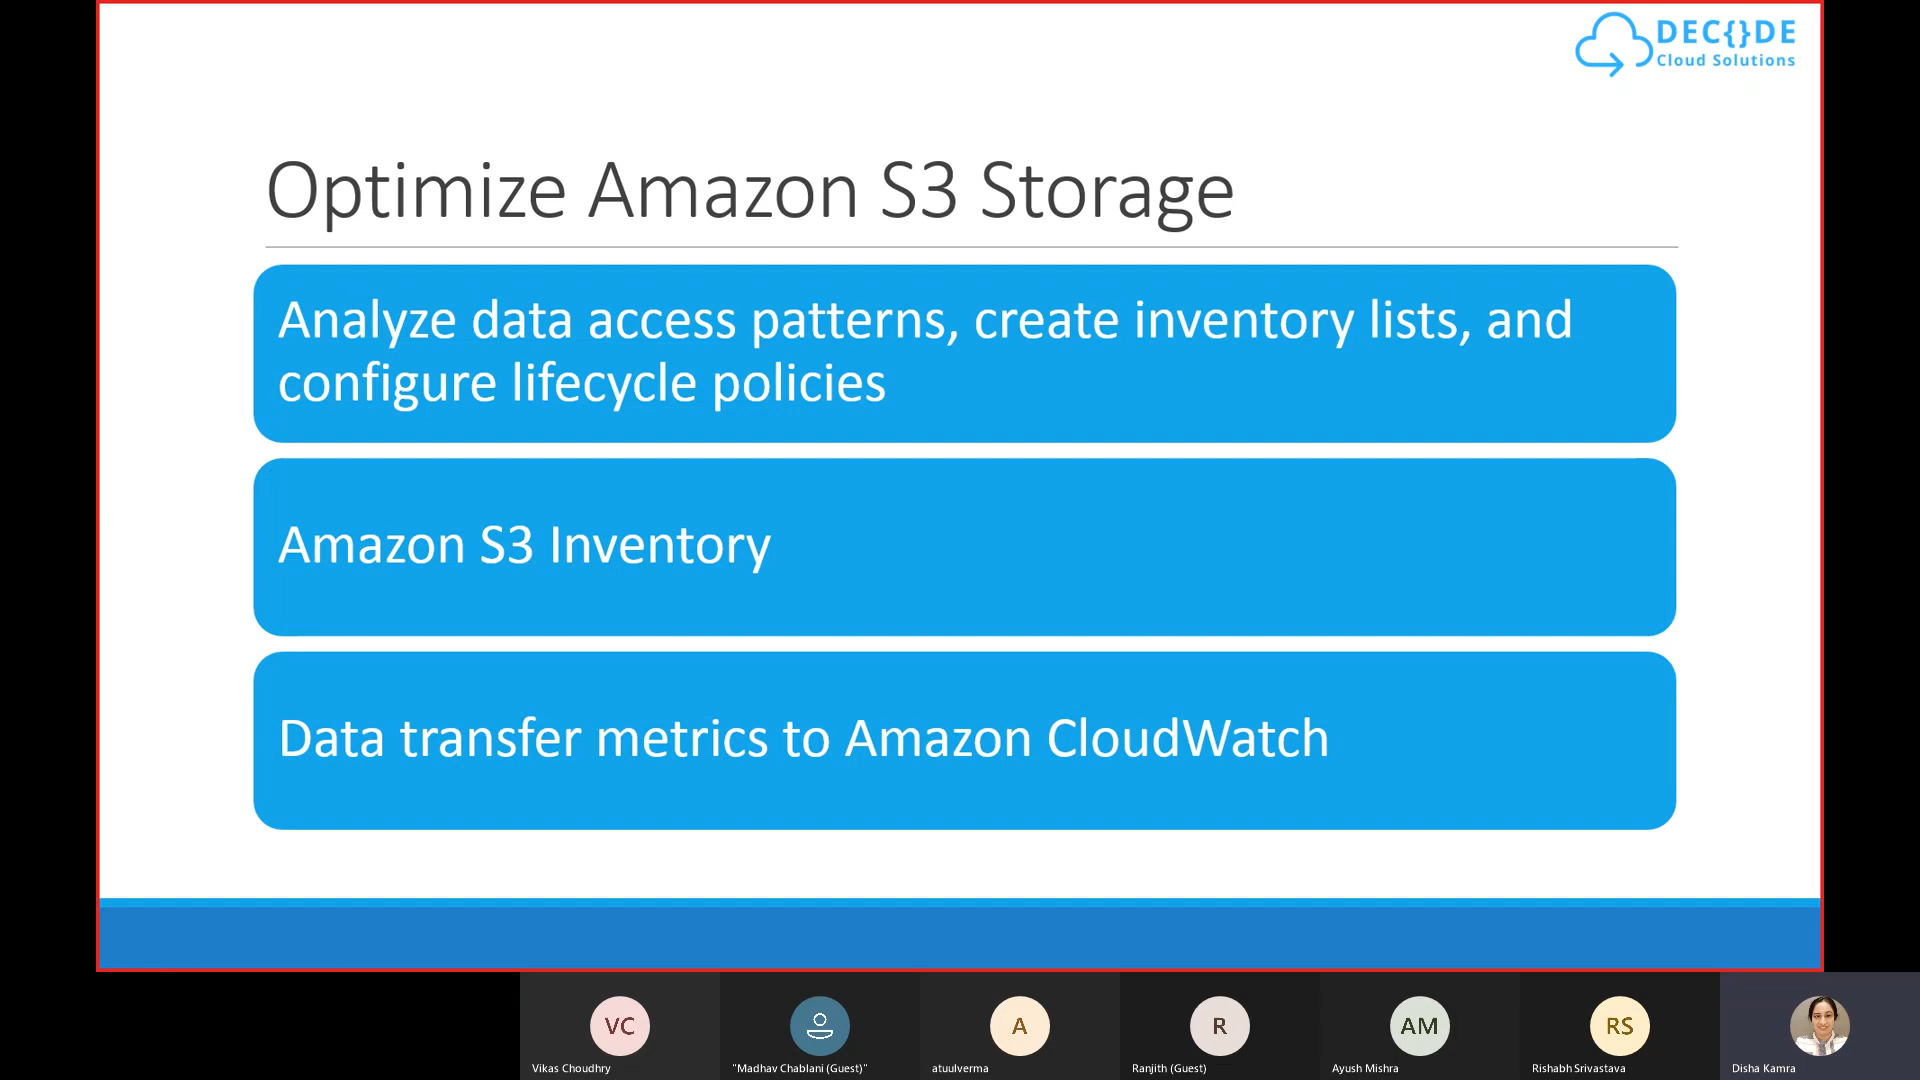 DEC{}DE
Cloud Solutions
Optimize Amazon S3 Storage
Analyze data access patterns, create inventory lists, and
configure lifecycle policies
Amazon S3 Inventory
Data transfer metrics to Amazon CloudWatch
VC
A
R
AM
RS
Vikas Choudhry
"Madhav Chablani (Guest)"
atuulverma
Ranjith (Guest)
Ayush Mishra
Rishabh Srivastava
Disha Kamra